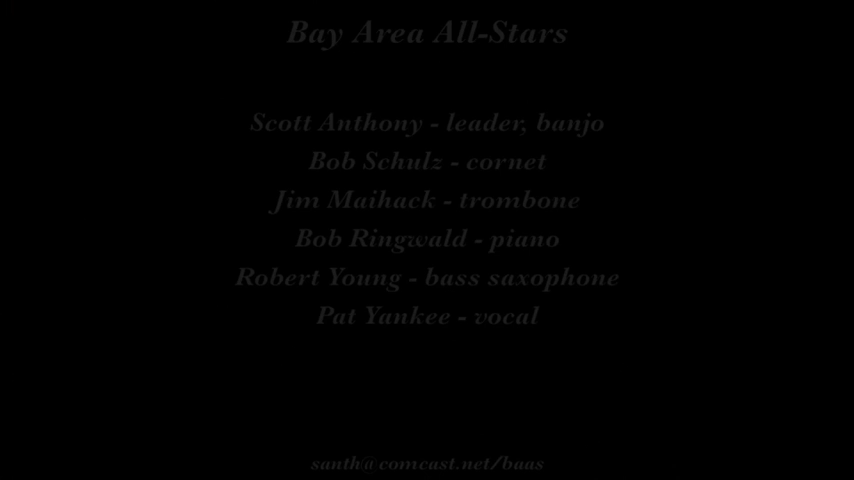 Bay Area All-Stars
Scott Anthony - leader, banjo
Bob Schulz - cornet
Jim Maihack - trombone
Bob Ringwald - piano
Robert Young - bass saxophone
Pat Yankee - vocal
santh@comcast.net/baas